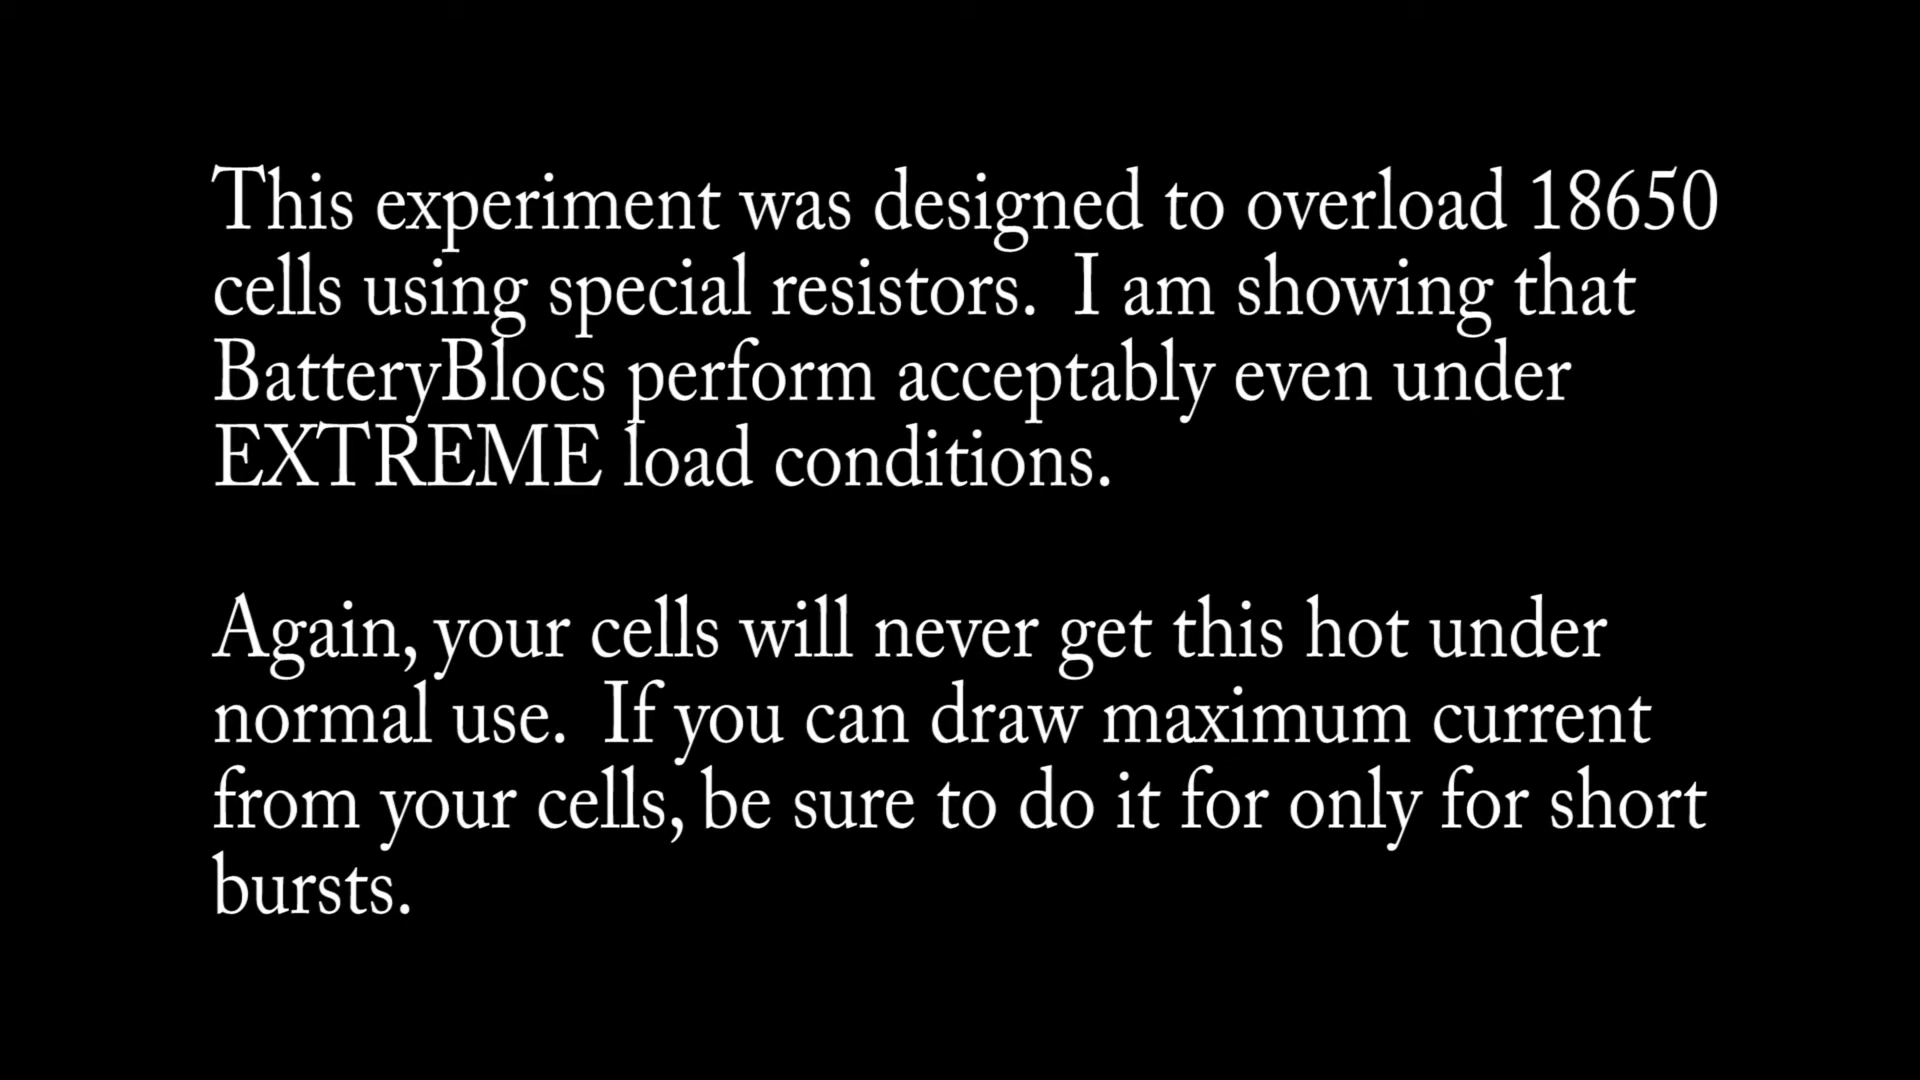 This experiment was designed to overload 18650
cells using special resistors.  I am showing that
BatteryBlocs perform acceptably even under
EXTREME load conditions.
Again, your cells will never get this hot under
normal use.  If you can draw maximum current
from your cells, be sure to do it for only for short
bursts.